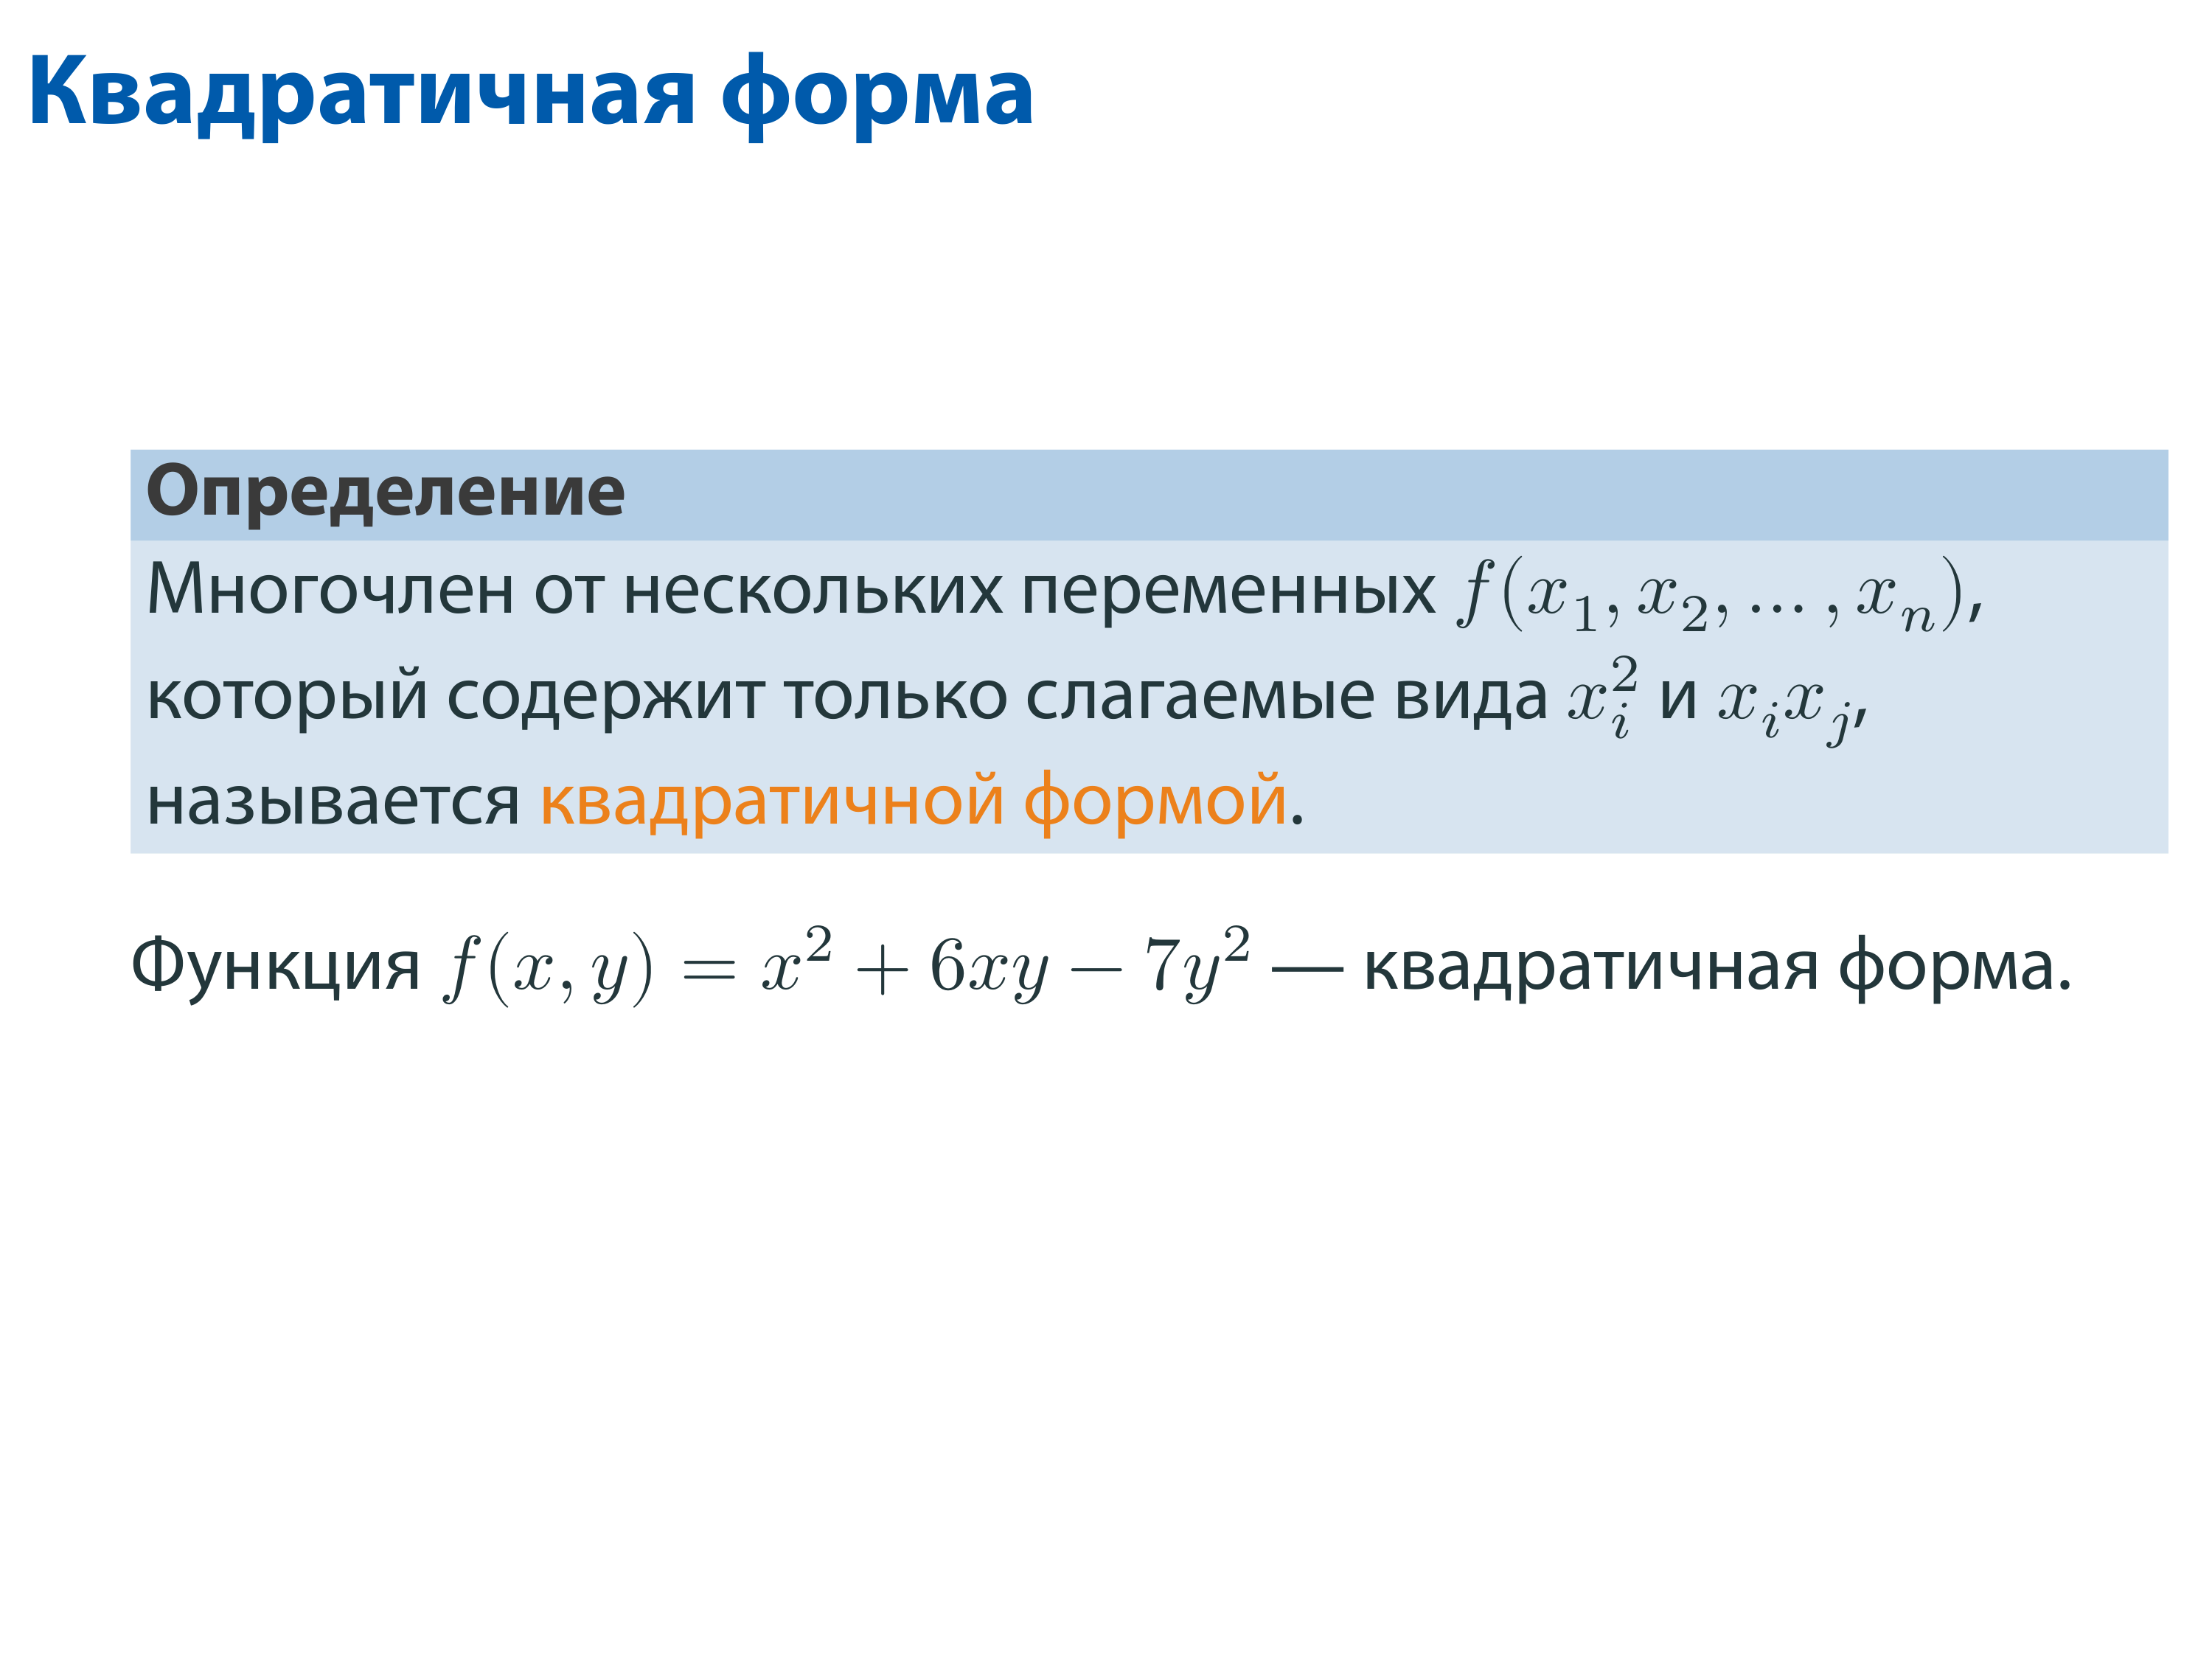 Квадратичная форма
Определение
Многочлен от нескольких переменных $f(x_1, x_2, \dots, x_n)$,
который содержит только слагаемые вида $x_i^2$ и $x_i x_j$,
называется квадратичной формой.
Функция $f(x, y) = x^2 + 6xy - 7y^2$ — квадратичная форма.